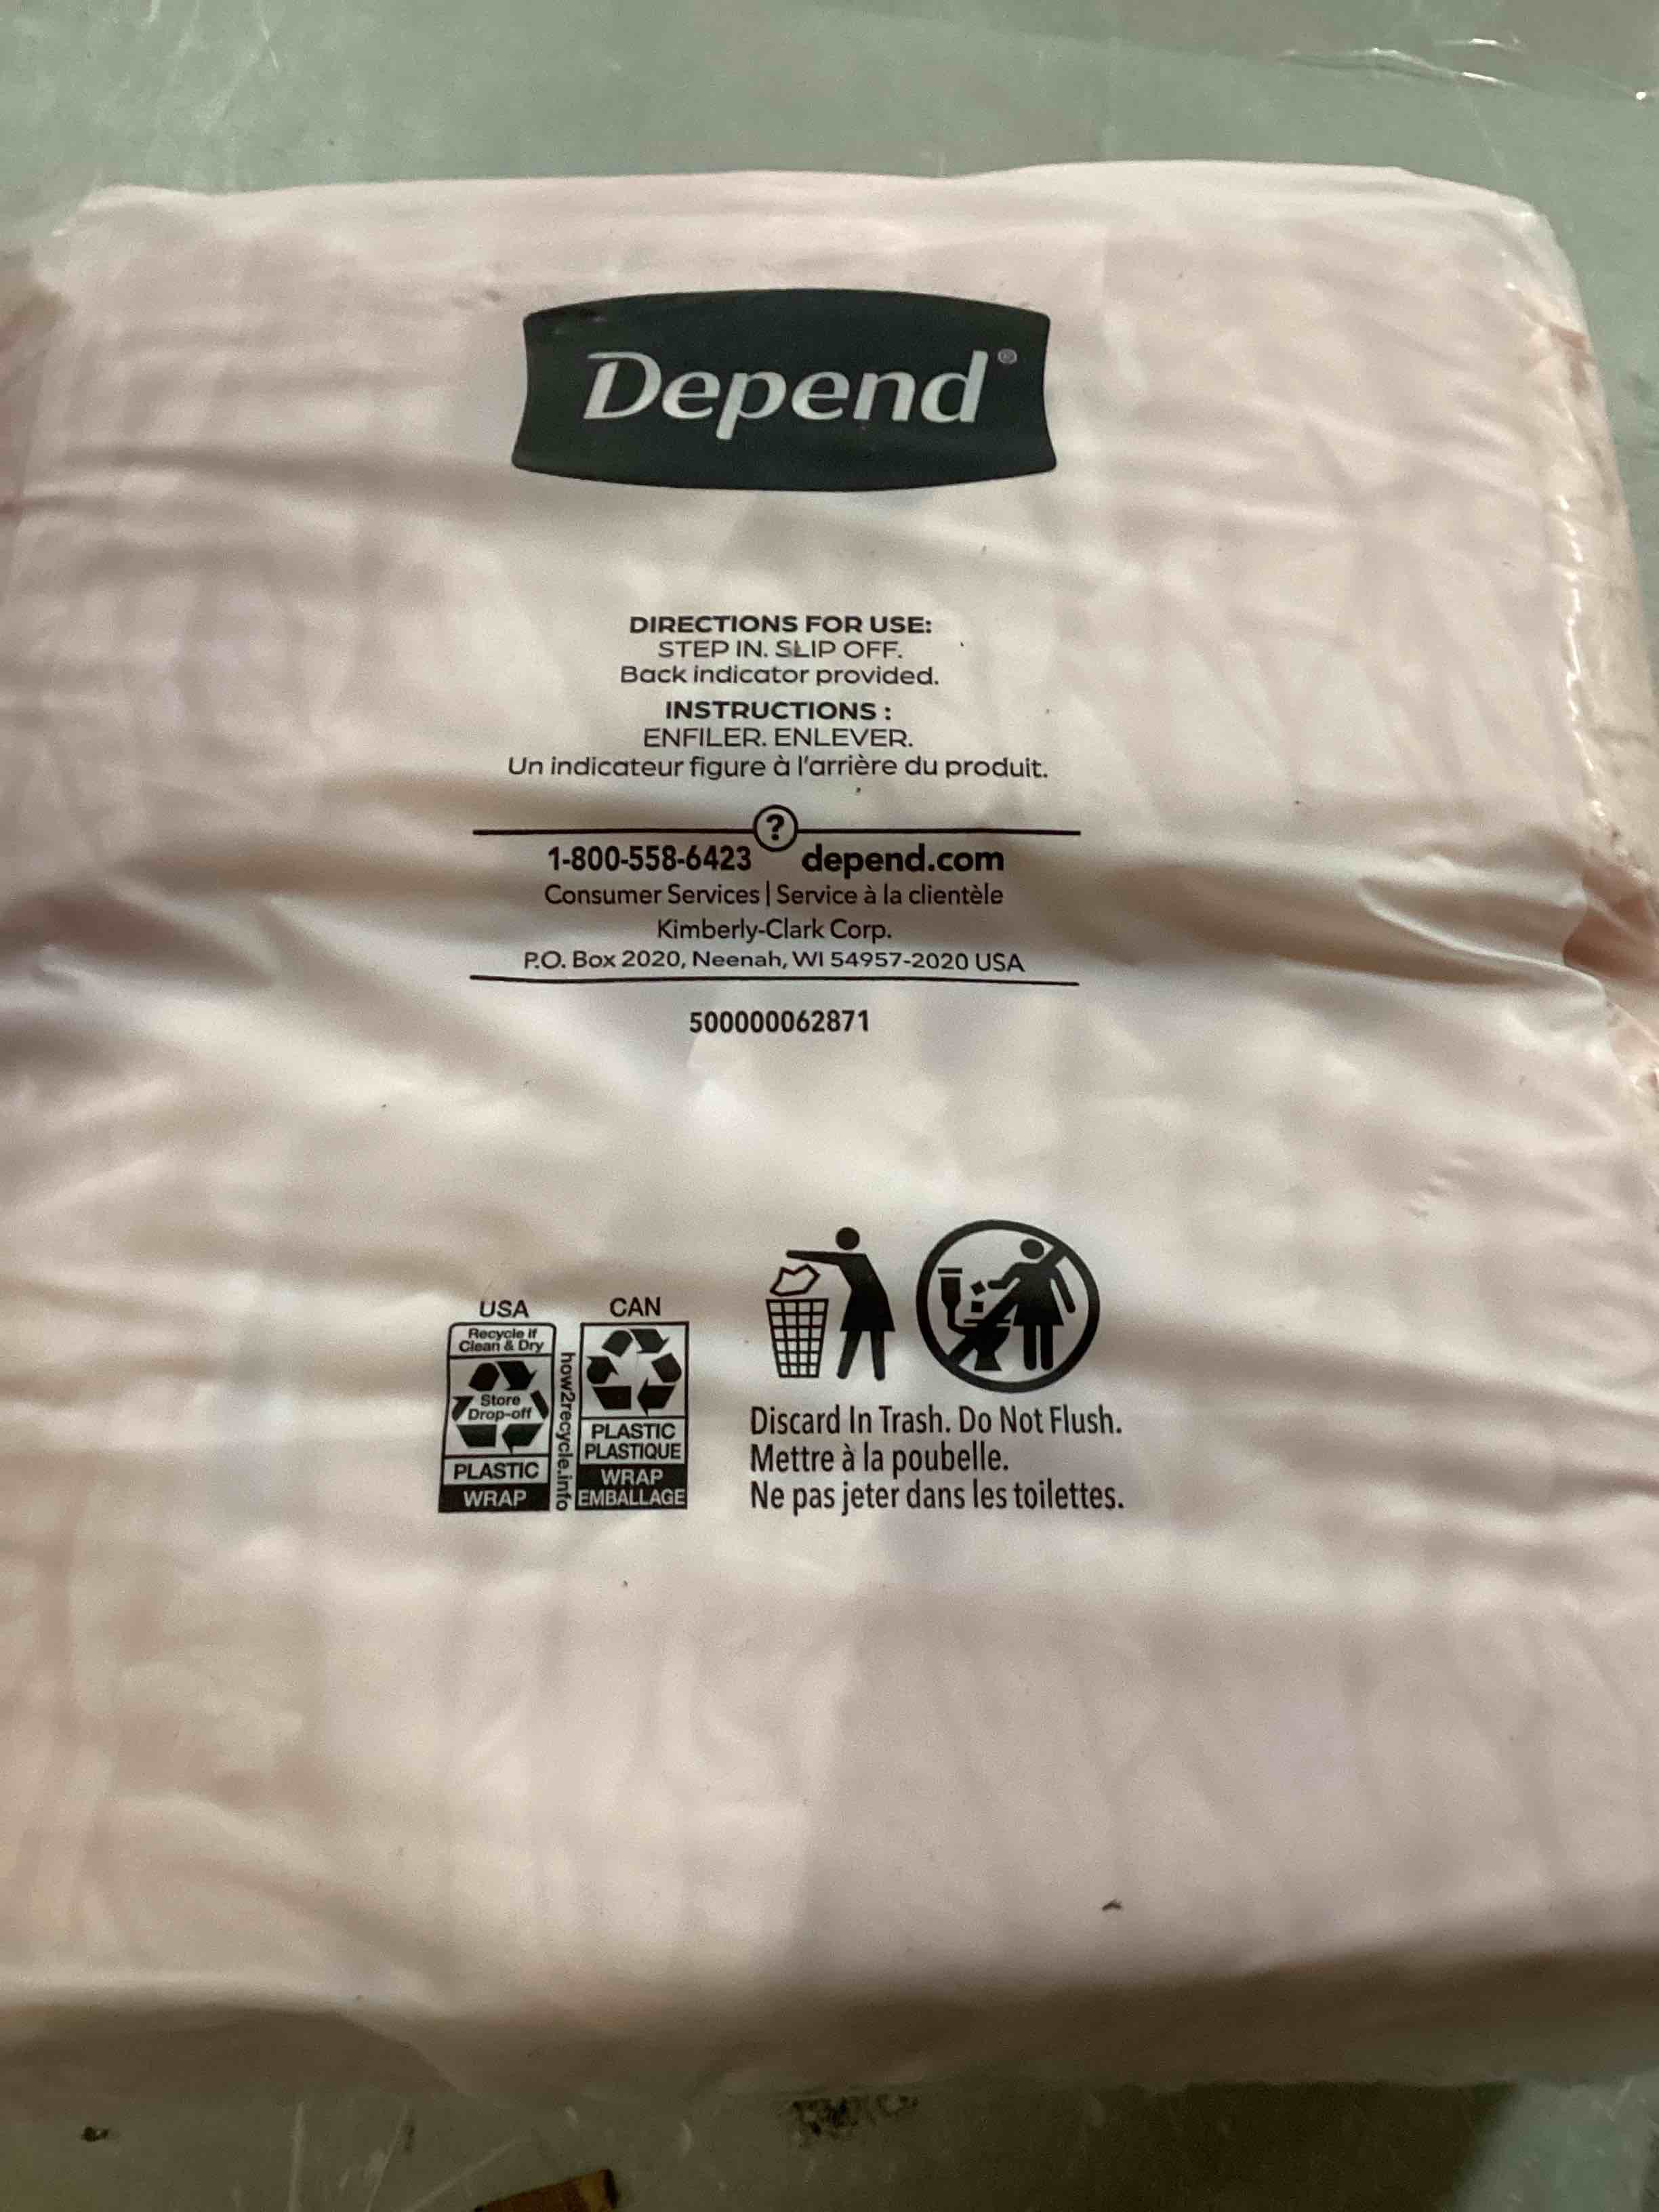 Depend®
DIRECTIONS FOR USE:
STEP IN. SLIP OFF.
Back indicator provided.
INSTRUCTIONS :
ENFILER. ENLEVER.
Un indicateur figure à l'arrière du produit.
?
1-800-558-6423 depend.com
Consumer Services | Service à la clientèle
Kimberly-Clark Corp.
P.O. Box 2020, Neenah, WI 54957-2020 USA
500000062871
USA
Recycle if
Clean & Dry
Store
Drop-off
PLASTIC
WRAP
how2recycle.info
CAN
PLASTIC
PLASTIQUE
WRAP
EMBALLAGE
Discard In Trash. Do Not Flush.
Mettre à la poubelle.
Ne pas jeter dans les toilettes.